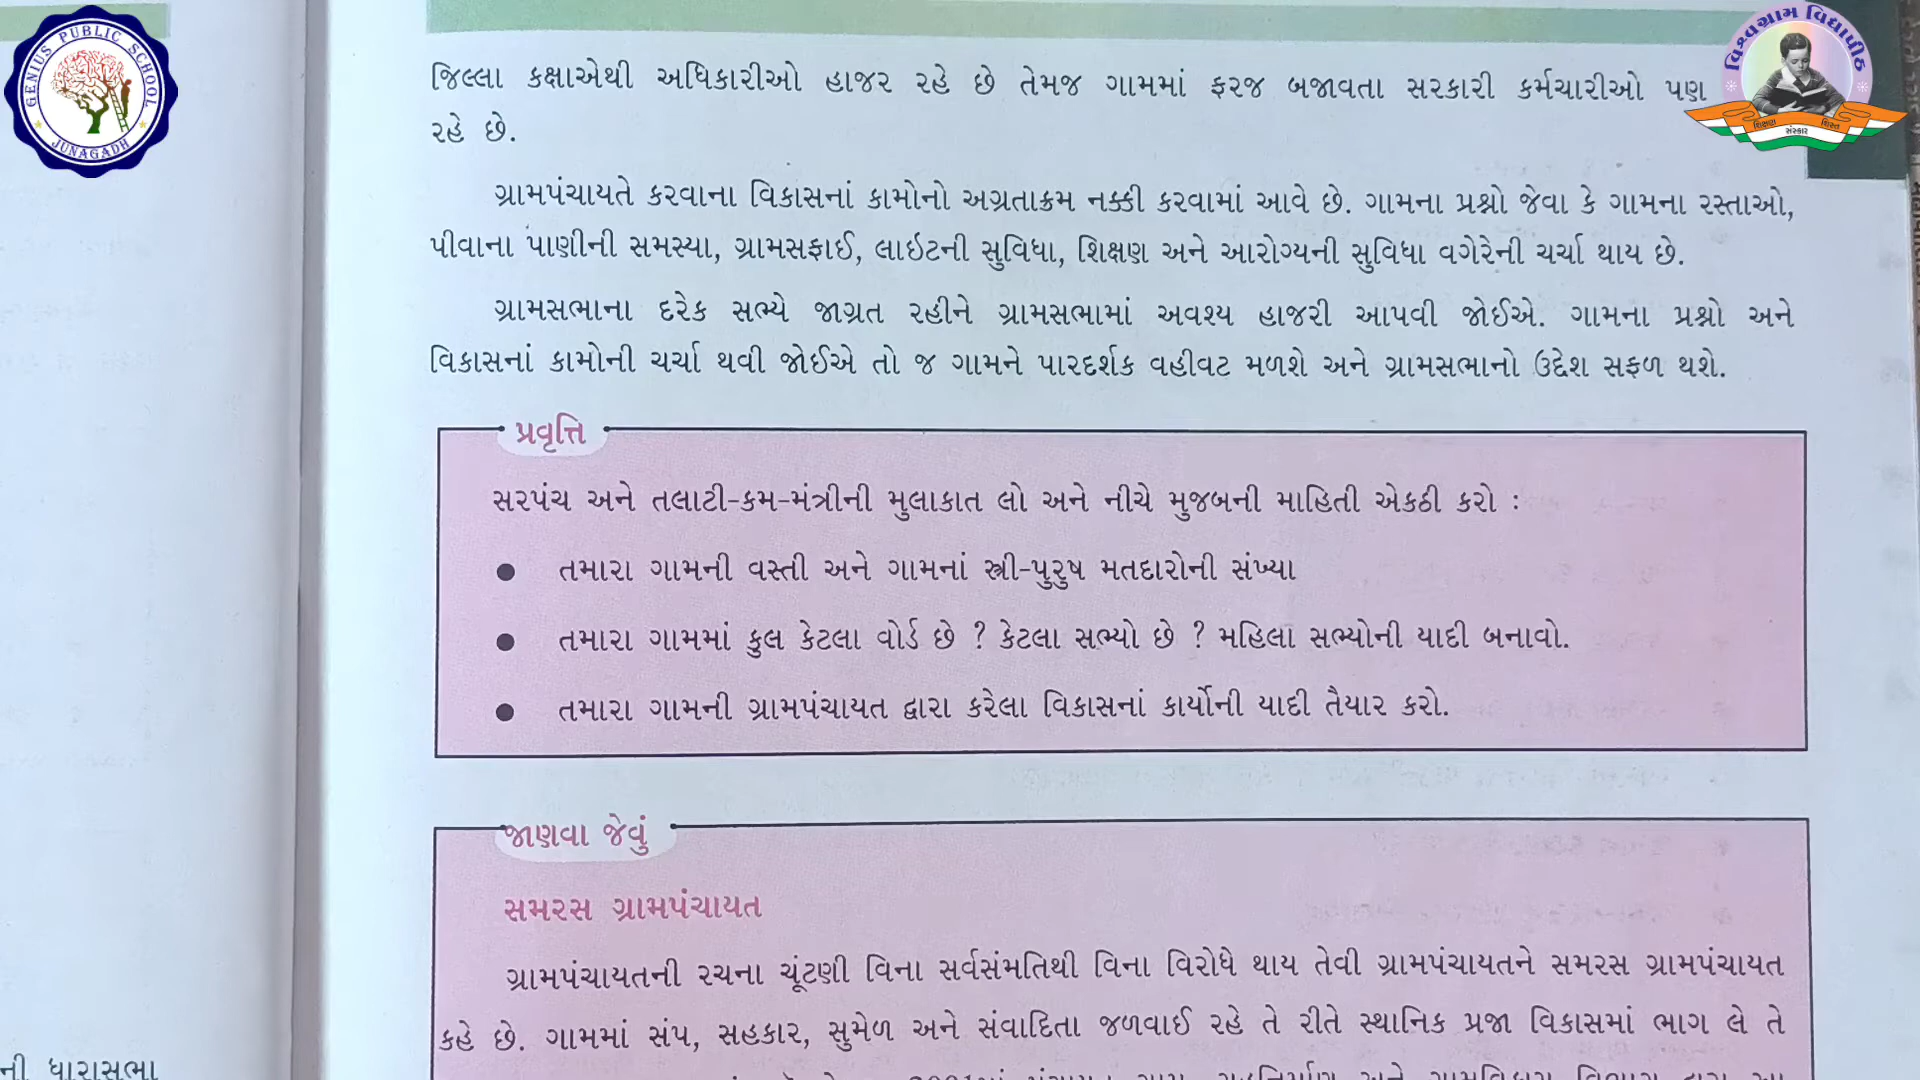 GENIUS PUBLIC SCHOOL
JUNAGADH
વિશ્વગ્રામ વિદ્યાપીઠ
શિક્ષણ સંસ્કાર શિસ્ત
જિલ્લા કક્ષાએથી અધિકારીઓ હાજર રહે છે તેમજ ગામમાં ફરજ બજાવતા સરકારી કર્મચારીઓ પણ
રહે છે.
ગ્રામપંચાયતે કરવાના વિકાસનાં કામોનો અગ્રતાક્રમ નક્કી કરવામાં આવે છે. ગામના પ્રશ્નો જેવા કે ગામના રસ્તાઓ,
પીવાના પાણીની સમસ્યા, ગ્રામસફાઈ, લાઇટની સુવિધા, શિક્ષણ અને આરોગ્યની સુવિધા વગેરેની ચર્ચા થાય છે.
ગ્રામસભાના દરેક સભ્યે જાગ્રત રહીને ગ્રામસભામાં અવશ્ય હાજરી આપવી જોઈએ. ગામના પ્રશ્નો અને
વિકાસનાં કામોની ચર્ચા થવી જોઈએ તો જ ગામને પારદર્શક વહીવટ મળશે અને ગ્રામસભાનો ઉદ્દેશ સફળ થશે.
પ્રવૃત્તિ
સરપંચ અને તલાટી-કમ-મંત્રીની મુલાકાત લો અને નીચે મુજબની માહિતી એકઠી કરો :
● તમારા ગામની વસ્તી અને ગામનાં સ્ત્રી-પુરુષ મતદારોની સંખ્યા
● તમારા ગામમાં કુલ કેટલા વોર્ડ છે ? કેટલા સભ્યો છે ? મહિલા સભ્યોની યાદી બનાવો.
● તમારા ગામની ગ્રામપંચાયત દ્વારા કરેલા વિકાસનાં કાર્યોની યાદી તૈયાર કરો.
જાણવા જેવું
સમરસ ગ્રામપંચાયત
ગ્રામપંચાયતની રચના ચૂંટણી વિના સર્વસંમતિથી વિના વિરોધે થાય તેવી ગ્રામપંચાયતને સમરસ ગ્રામપંચાયત
કહે છે. ગામમાં સંપ, સહકાર, સુમેળ અને સંવાદિતા જળવાઈ રહે તે રીતે સ્થાનિક પ્રજા વિકાસમાં ભાગ લે તે
ની ધારાસભા